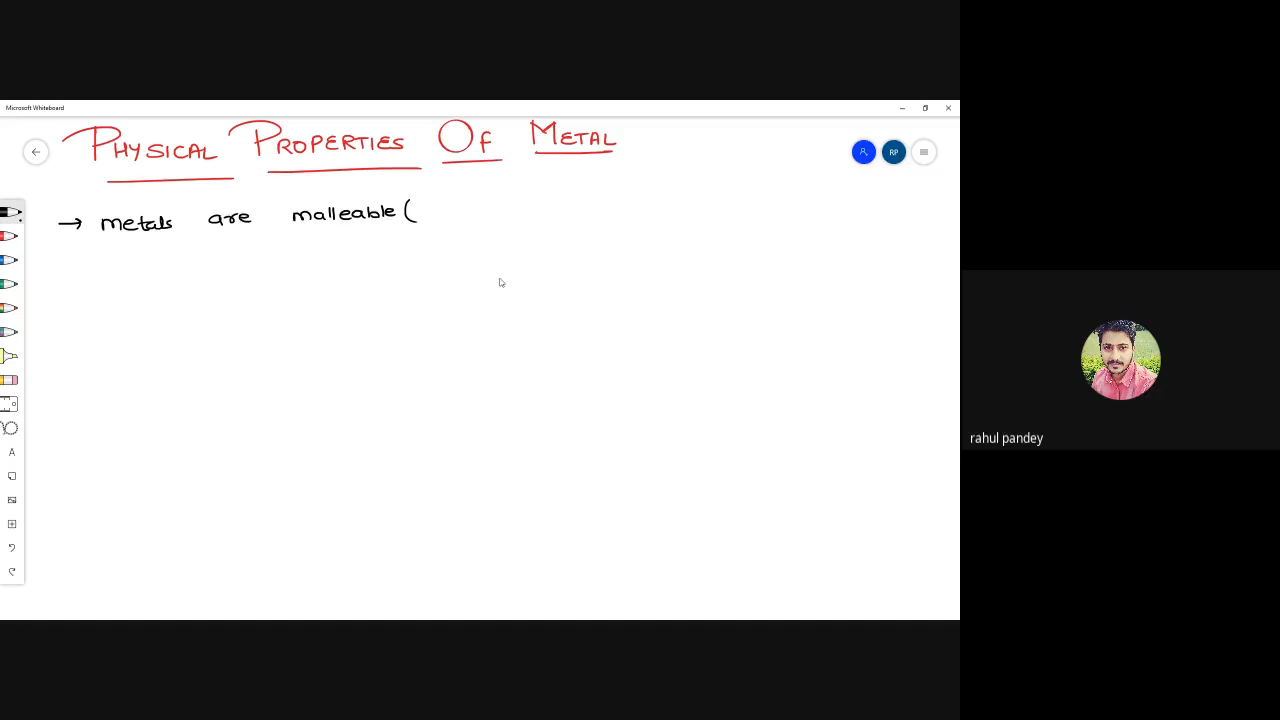 Microsoft Whiteboard
PHYSICAL PROPERTIES Of METAL
RP
→ metals are malleable (
A
rahul pandey